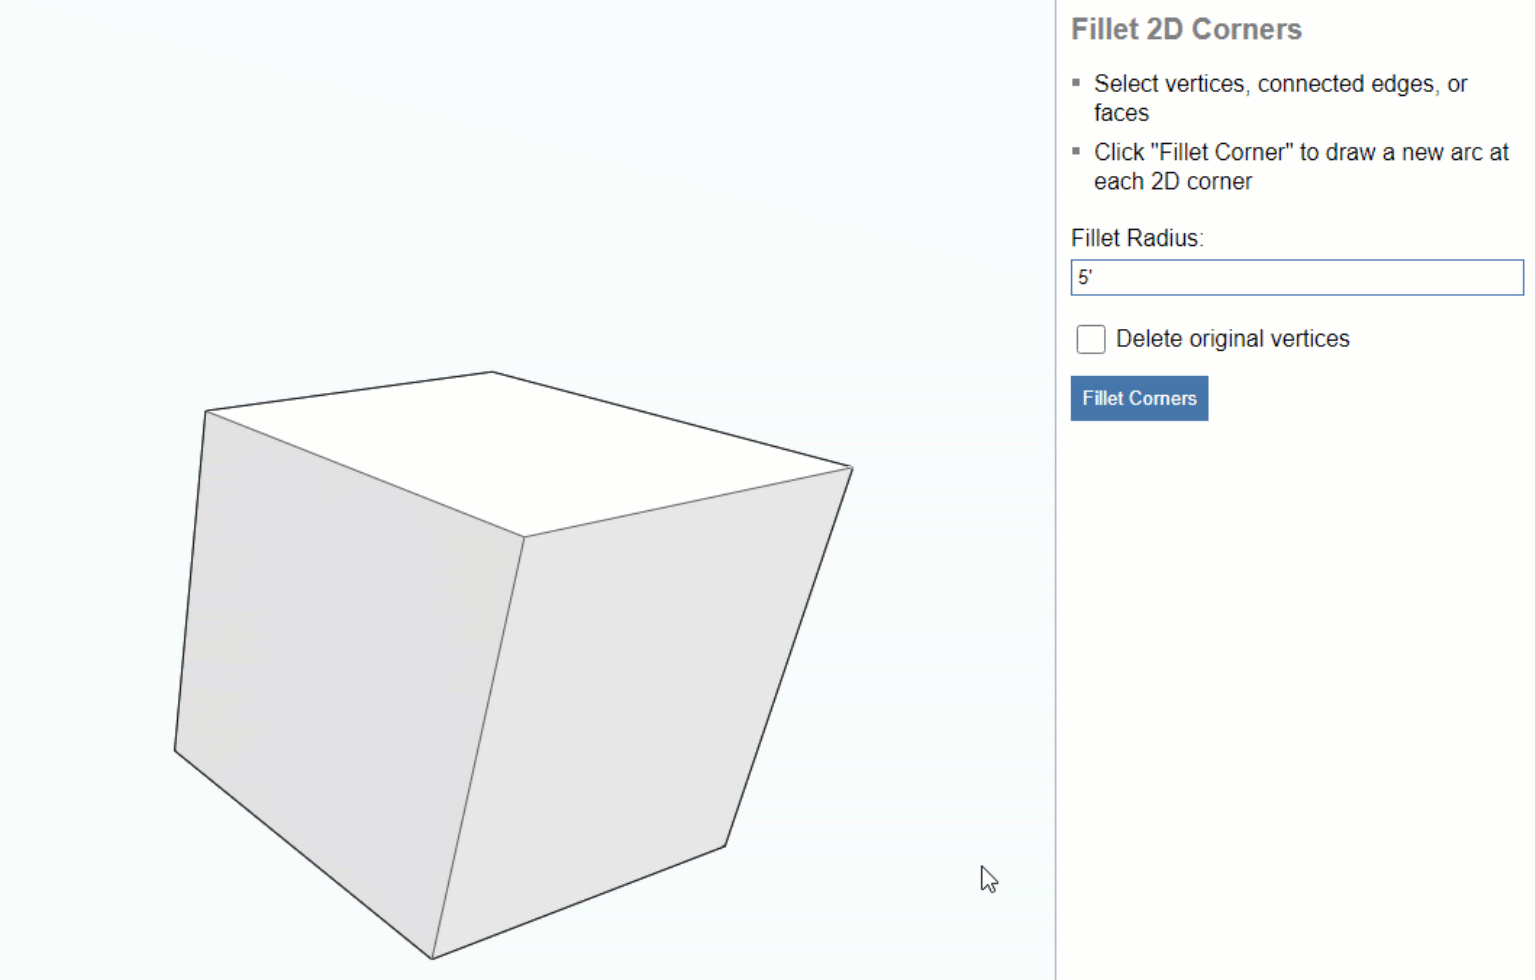 Fillet 2D Corners
Select vertices, connected edges, or
faces
Click "Fillet Corner" to draw a new arc at
each 2D corner
Fillet Radius:
5'
Delete original vertices
Fillet Corners